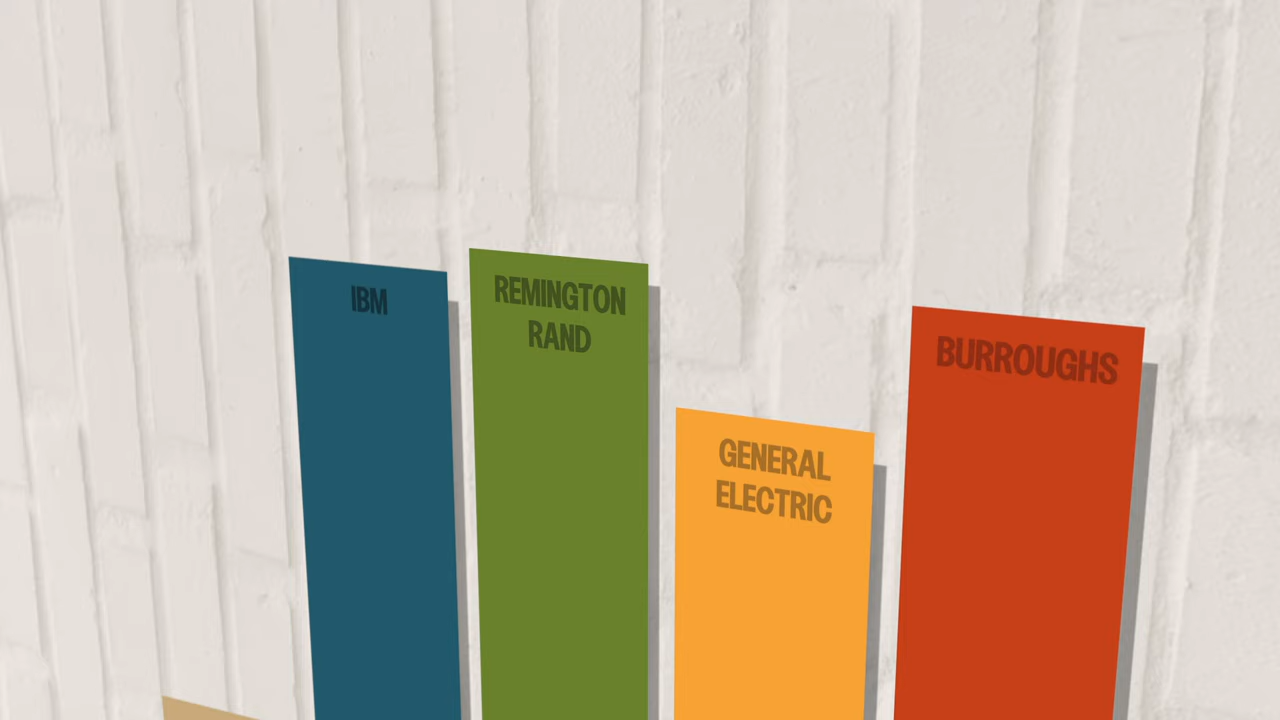 IBM
REMINGTON
RAND
GENERAL
ELECTRIC
BURROUGHS